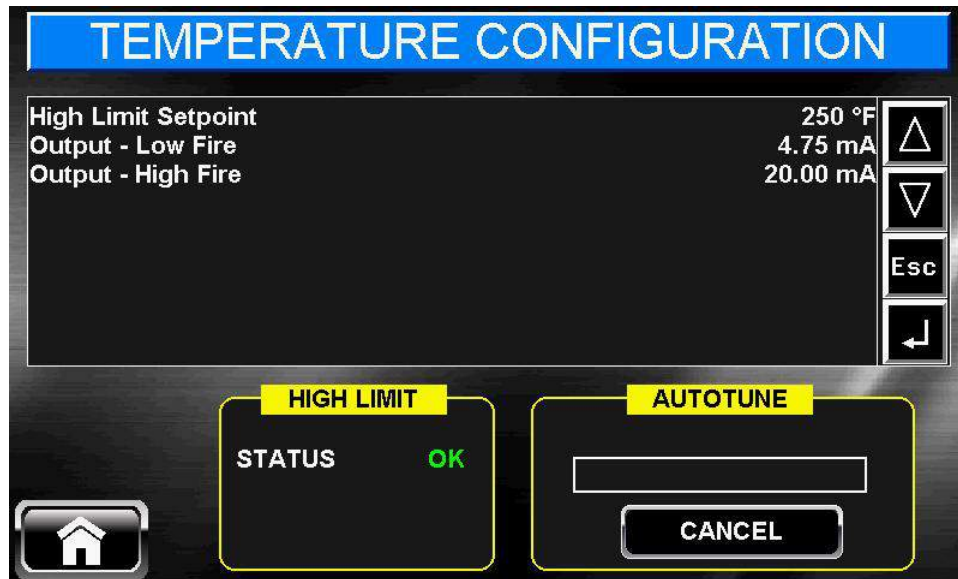 TEMPERATURE CONFIGURATION
High Limit Setpoint 250 °F
Output - Low Fire 4.75 mA
Output - High Fire 20.00 mA
Esc
HIGH LIMIT
STATUS OK
AUTOTUNE
CANCEL